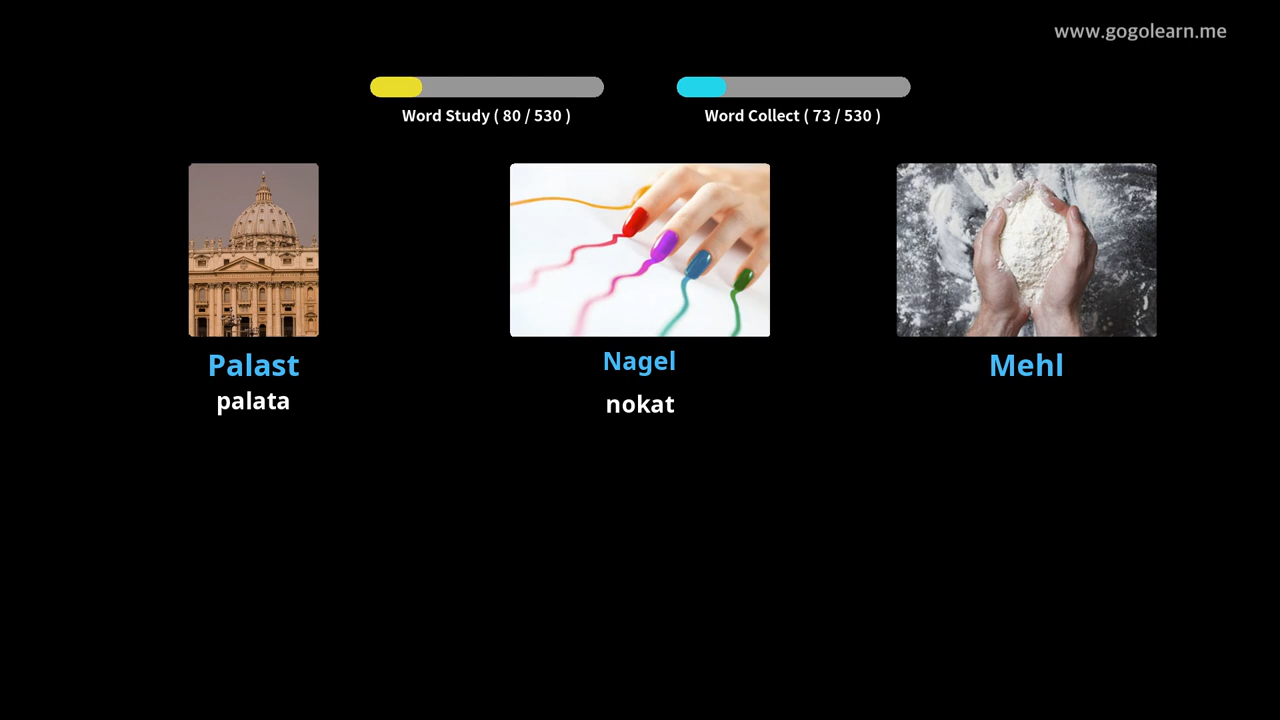 www.gogolearn.me
Word Study ( 80 / 530 )
Word Collect ( 73 / 530 )
Palast
palata
Nagel
nokat
Mehl